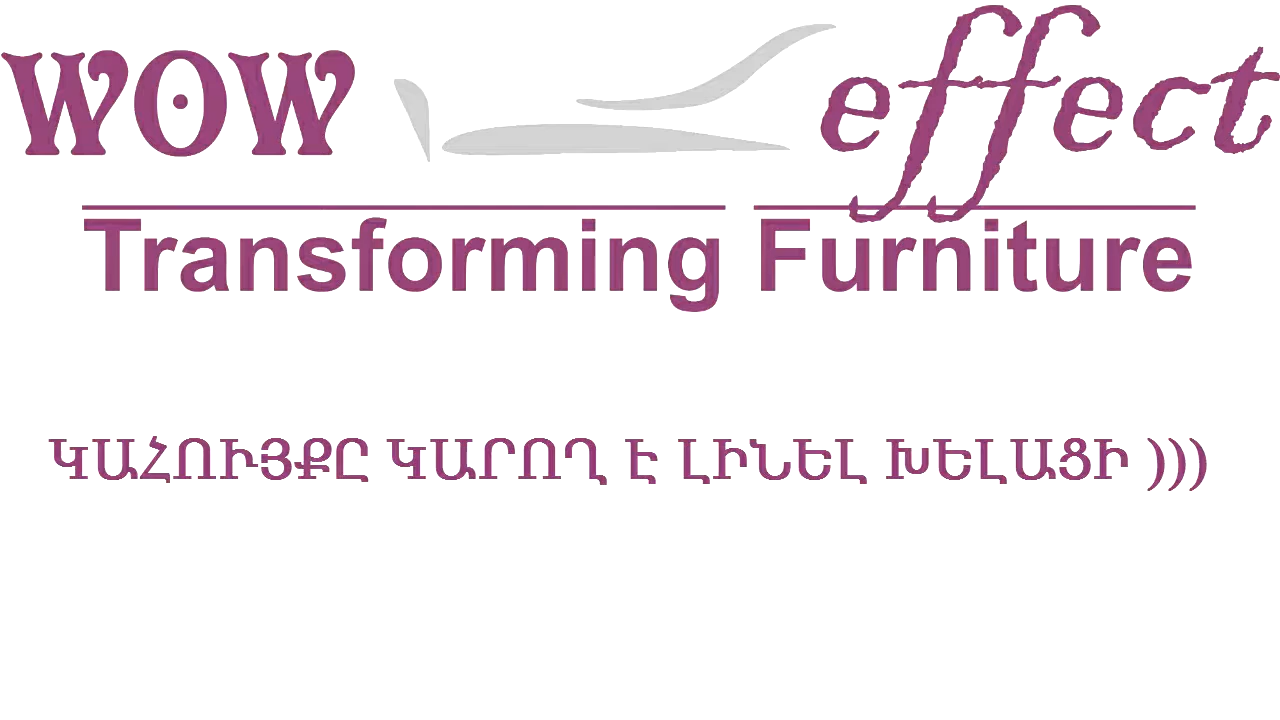 WOW effect
Transforming Furniture
ԿԱՀՈՒՅՔԸ ԿԱՐՈՂ Է ԼԻՆԵԼ ԽԵԼԱՑԻ )))